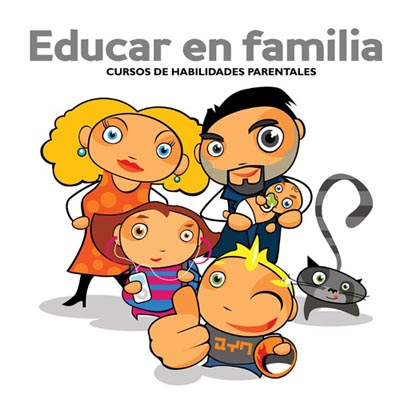 Educar en familia
CURSOS DE HABILIDADES PARENTALES